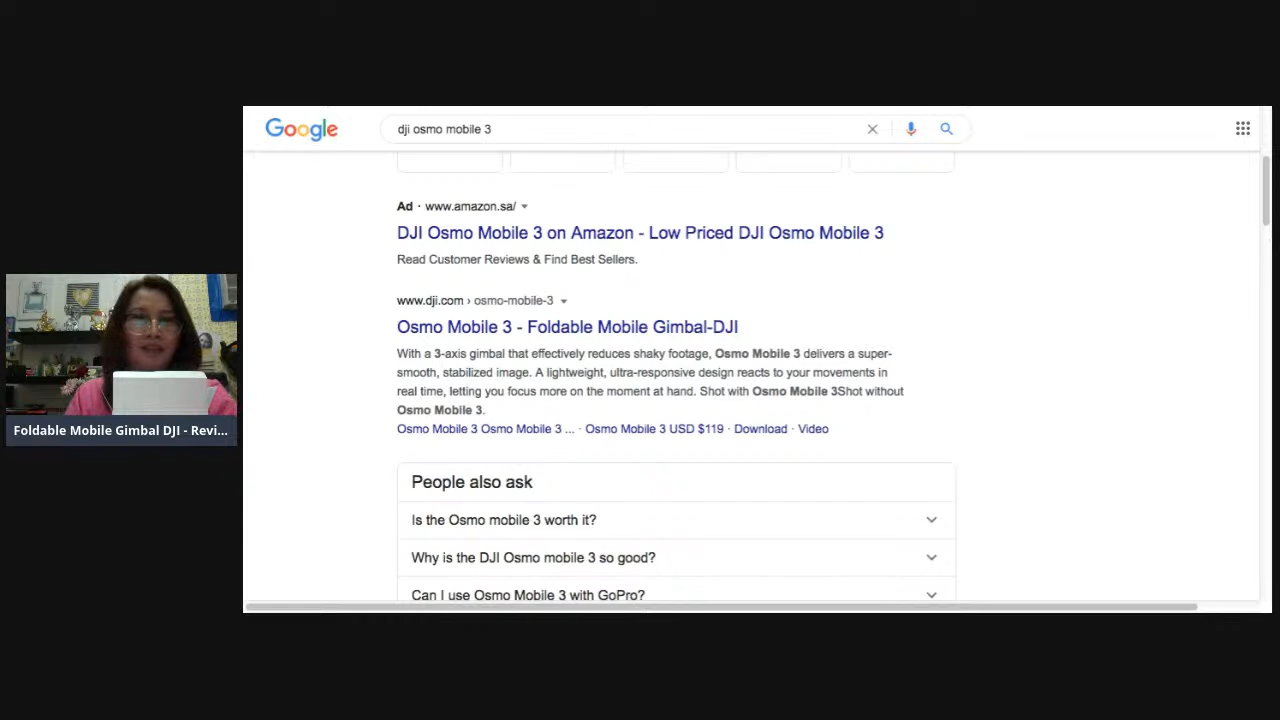 Google
dji osmo mobile 3
Ad · www.amazon.sa/
DJI Osmo Mobile 3 on Amazon - Low Priced DJI Osmo Mobile 3
Read Customer Reviews & Find Best Sellers.
www.dji.com › osmo-mobile-3
Osmo Mobile 3 - Foldable Mobile Gimbal-DJI
With a 3-axis gimbal that effectively reduces shaky footage, Osmo Mobile 3 delivers a super-
smooth, stabilized image. A lightweight, ultra-responsive design reacts to your movements in
real time, letting you focus more on the moment at hand. Shot with Osmo Mobile 3Shot without
Osmo Mobile 3.
Osmo Mobile 3 Osmo Mobile 3 ... · Osmo Mobile 3 USD $119 · Download · Video
People also ask
Is the Osmo mobile 3 worth it?
Why is the DJI Osmo mobile 3 so good?
Can I use Osmo Mobile 3 with GoPro?
Foldable Mobile Gimbal DJI - Revi...